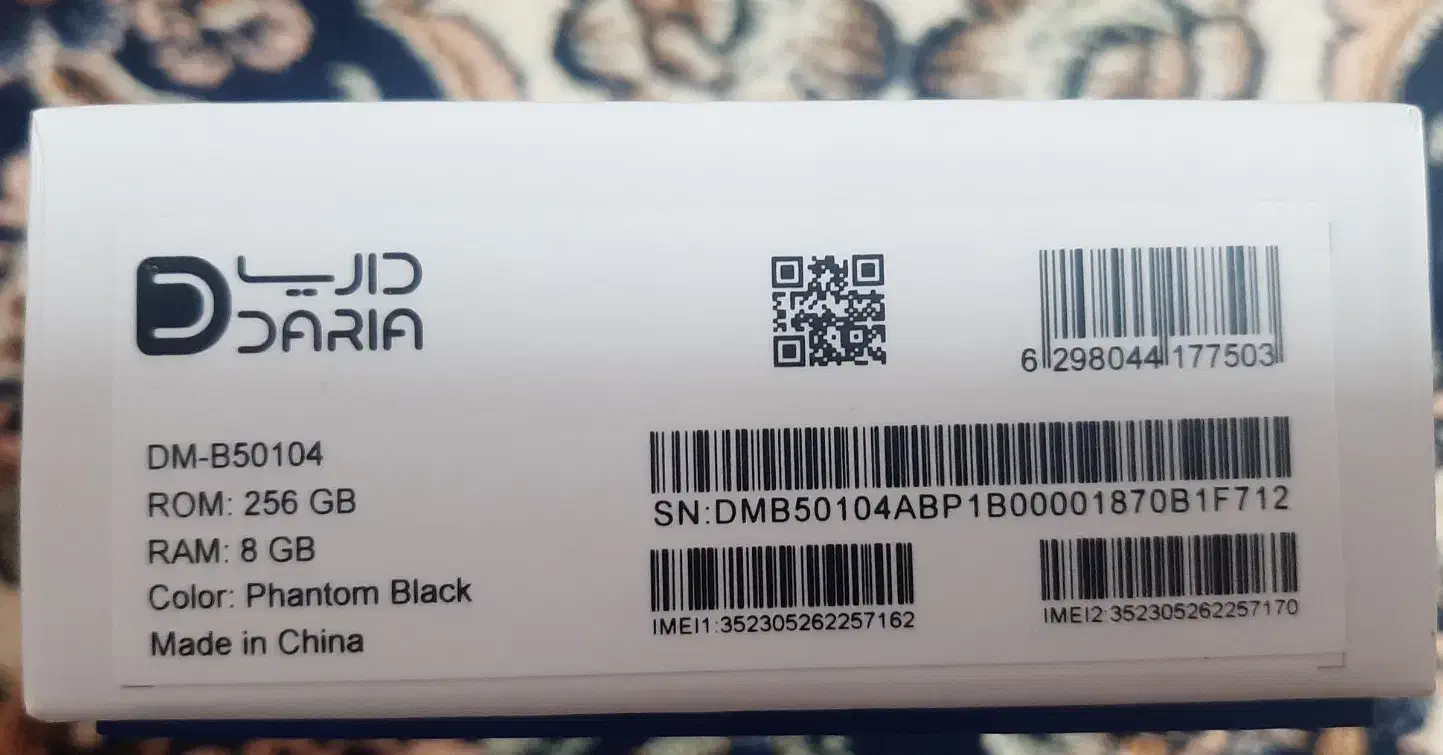 داریا
DARIA
6 298044 177503
DM-B50104
ROM: 256 GB
RAM: 8 GB
Color: Phantom Black
Made in China
SN:DMB50104ABP1B00001870B1F712
IMEI1:352305262257162
IMEI2:352305262257170